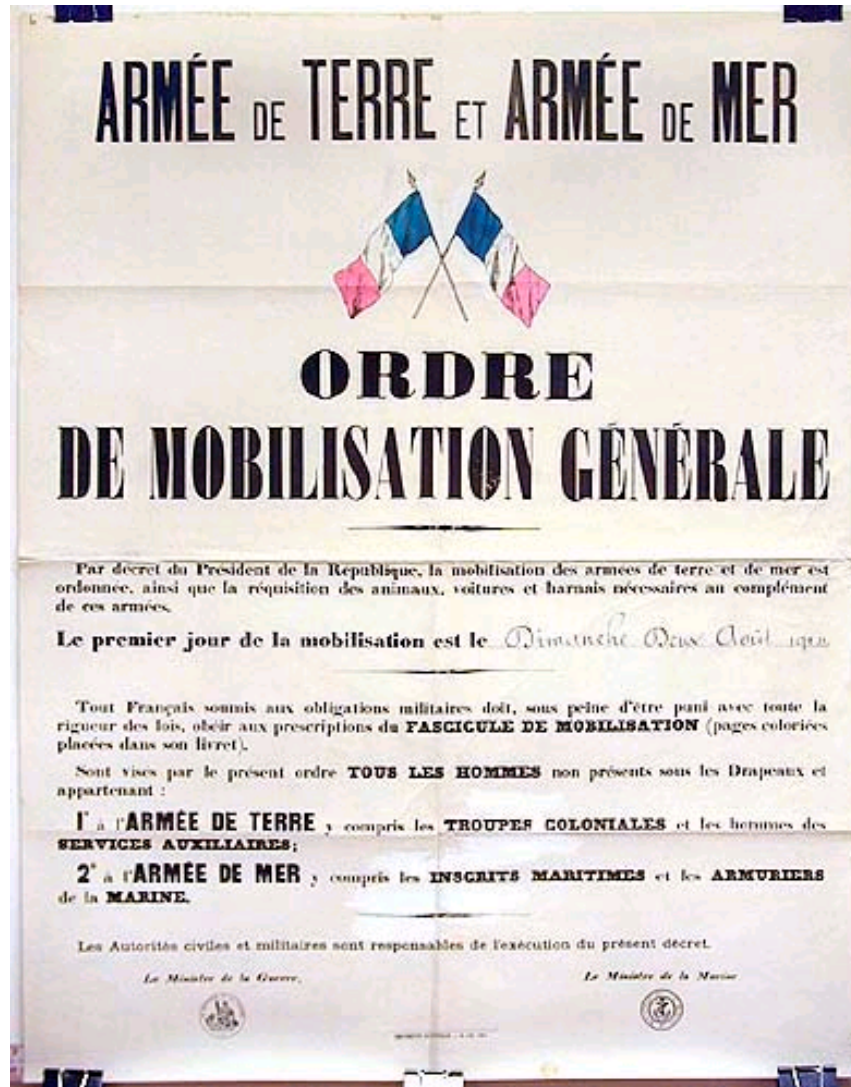 ARMÉE DE TERRE ET ARMÉE DE MER
ORDRE
DE MOBILISATION GÉNÉRALE
Par décret du Président de la République, la mobilisation des armées de terre et de mer est
ordonnée, ainsi que la réquisition des animaux, voitures et harnais nécessaires au complément
de ces armées.
Le premier jour de la mobilisation est le Dimanche Deux Août
Tout Français soumis aux obligations militaires doit, sous peine d'être puni avec toute la
rigueur des lois, obéir aux prescriptions du FASCICULE DE MOBILISATION (pages coloriées
placées dans son livret).
Sont visés par le présent ordre TOUS LES HOMMES non présents sous les Drapeaux et
appartenant :
1° à l'ARMÉE DE TERRE y compris les TROUPES COLONIALES et les hommes des
SERVICES AUXILIAIRES;
2° à l'ARMÉE DE MER y compris les INSCRITS MARITIMES et les ARMURIERS
de la MARINE.
Les Autorités civiles et militaires sont responsables de l'exécution du présent décret.
Le Ministre de la Guerre, Le Ministre de la Marine